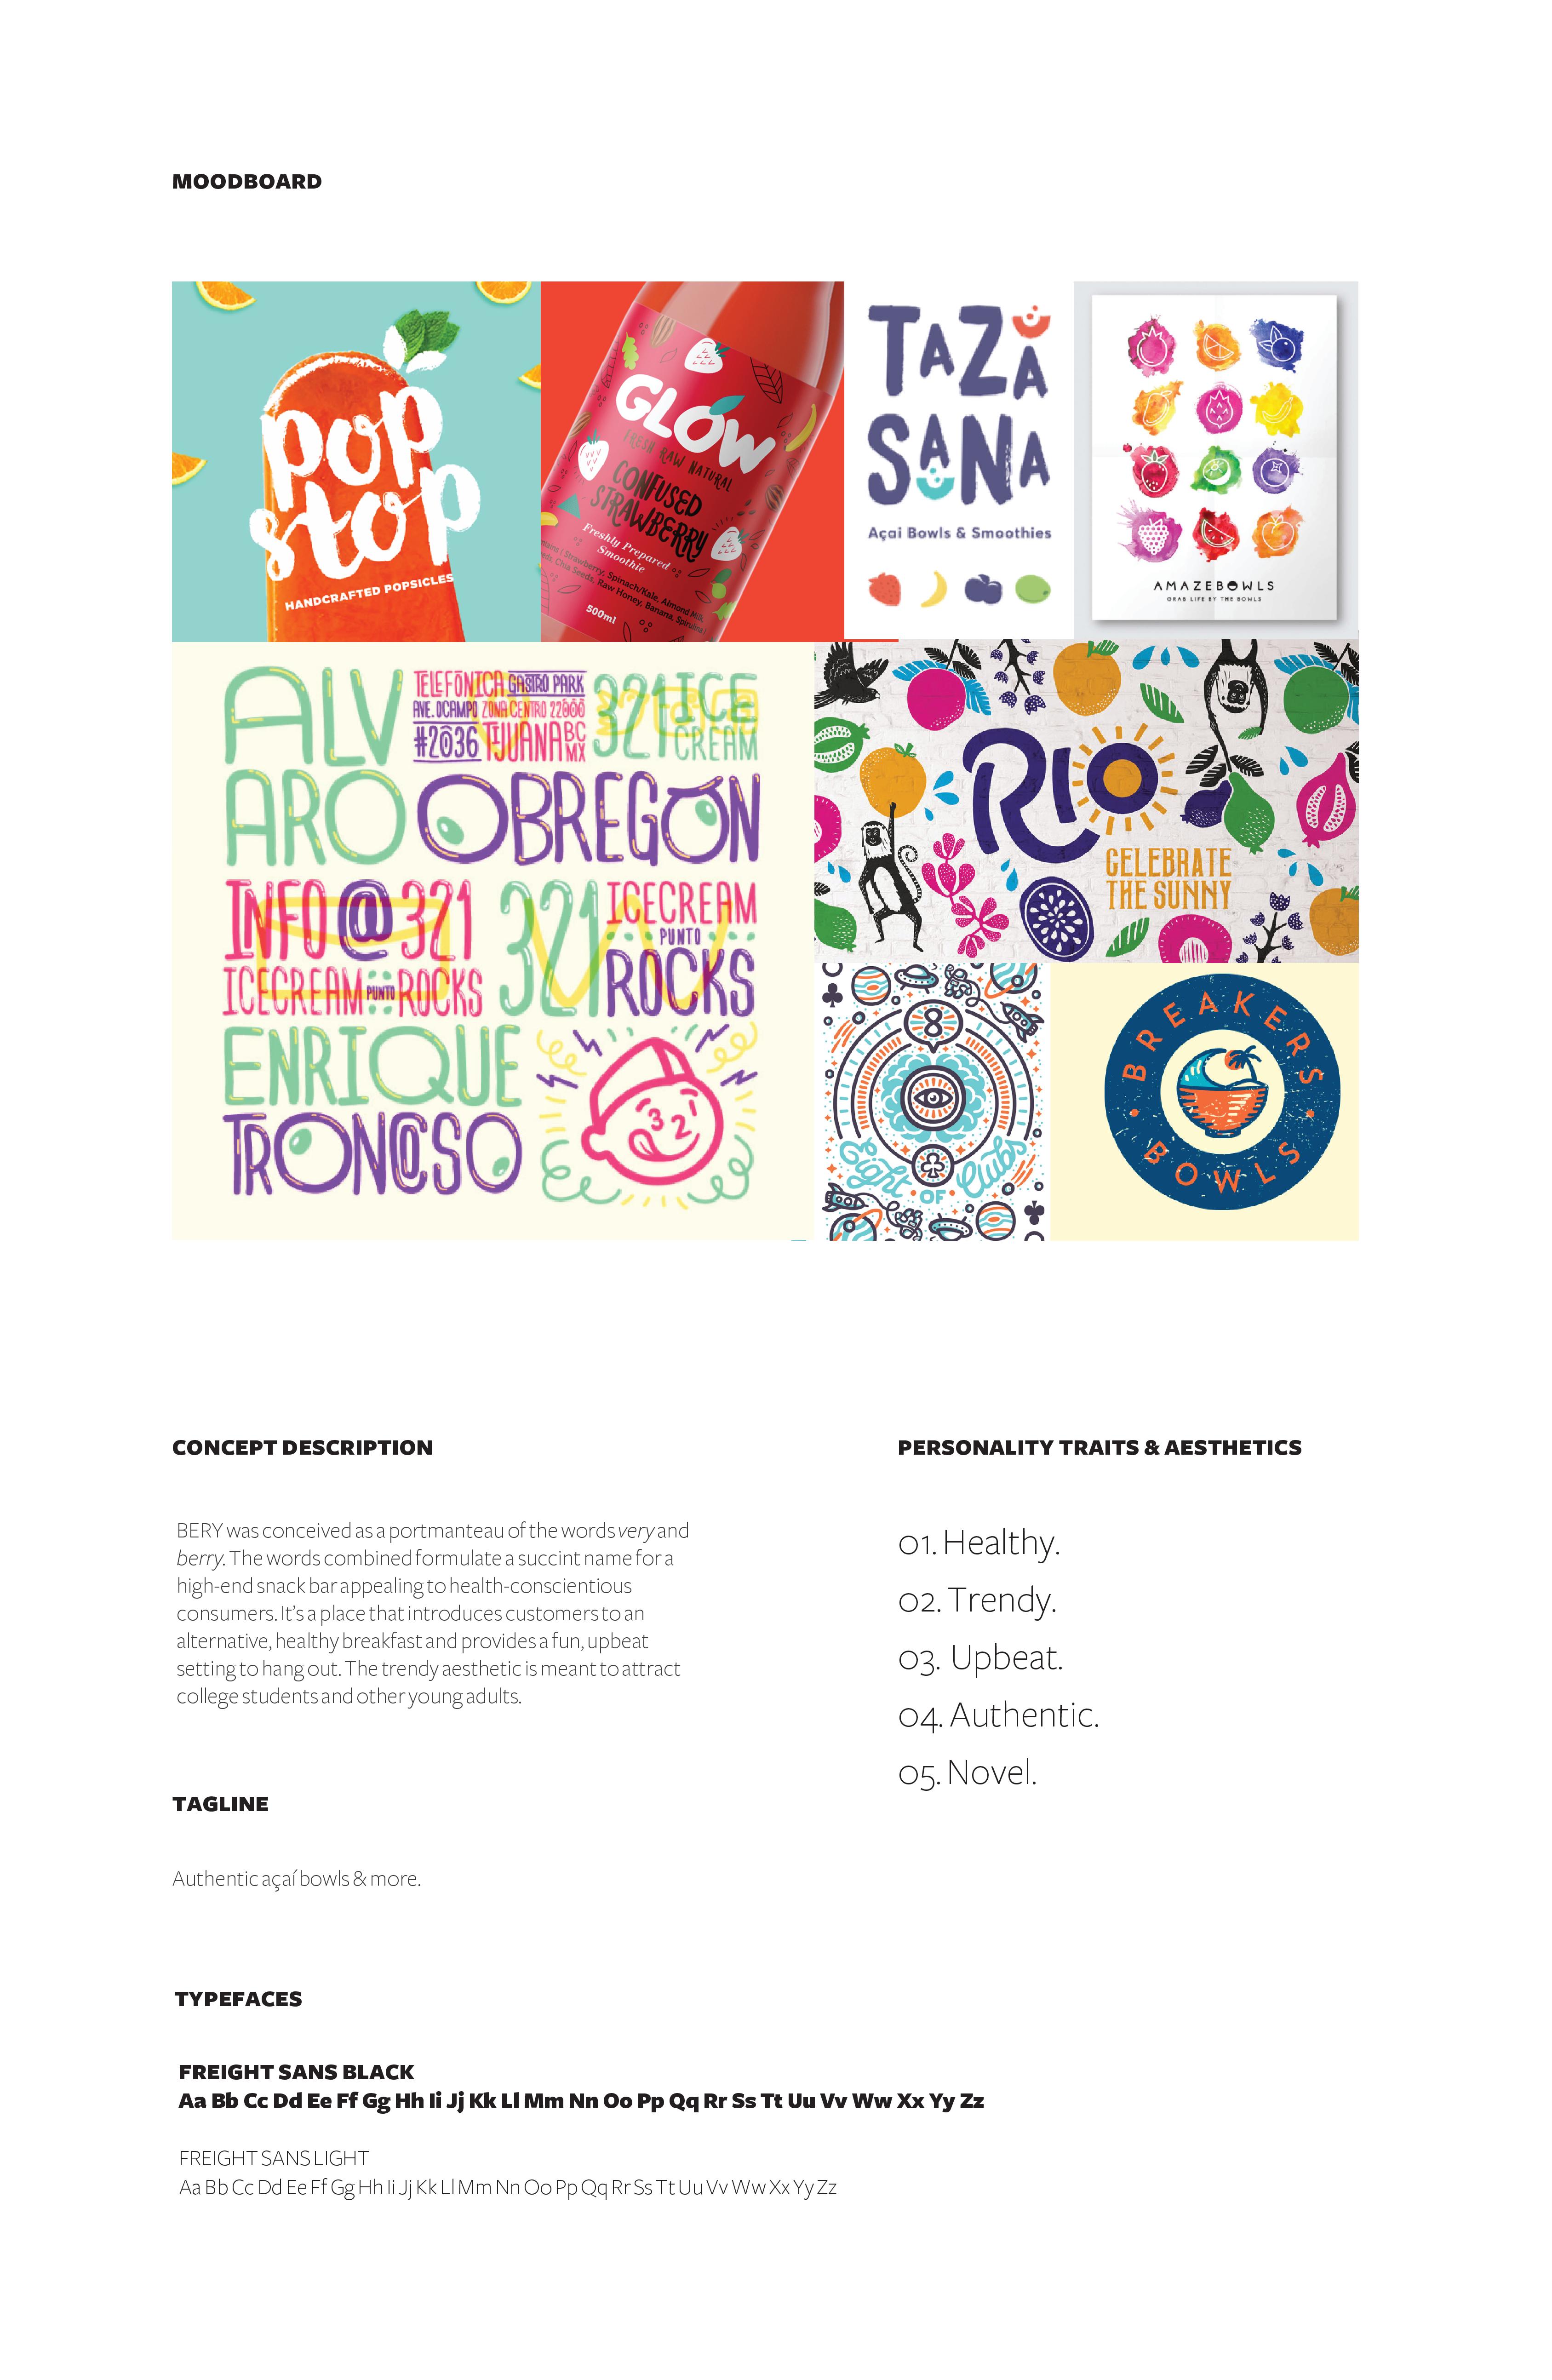 MOODBOARD
pop
stop
HANDCRAFTED POPSICLES
GLOW
FRESH RAW NATURAL
CONFUSED
STRAWBERRY
Freshly Prepared
Smoothie
Strawberry, Spinach/Kale, Almond Milk
Chia Seeds, Raw Honey, Banana,
500ml
TAZA
SANA
Açai Bowls & Smoothies
AMAZEBOWLS
GRAB LIFE BY THE BOWLS
ALV
ARO
TELEFÓNICA GASTRO PARK
AVE. OCAMPO ZONA CENTRO 22000
#2036 TIJUANA BC
MX
321 ICE
CREAM
OBREGON
INFO@321
ICECREAM PUNTO ROCKS
321 ICECREAM
PUNTO
ROCKS
ENRIQUE
TRONCOSO
321
RIO
CELEBRATE
THE SUNNY
8
Eight OF Clubs
BREAKERS
BOWLS
CONCEPT DESCRIPTION
BERY was conceived as a portmanteau of the words very and
berry. The words combined formulate a succint name for a
high-end snack bar appealing to health-conscientious
consumers. It's a place that introduces customers to an
alternative, healthy breakfast and provides a fun, upbeat
setting to hang out. The trendy aesthetic is meant to attract
college students and other young adults.
PERSONALITY TRAITS & AESTHETICS
01. Healthy.
02. Trendy.
03. Upbeat.
04. Authentic.
05. Novel.
TAGLINE
Authentic açaí bowls & more.
TYPEFACES
FREIGHT SANS BLACK
Aa Bb Cc Dd Ee Ff Gg Hh Ii Jj Kk Ll Mm Nn Oo Pp Qq Rr Ss Tt Uu Vv Ww Xx Yy Zz
FREIGHT SANS LIGHT
Aa Bb Cc Dd Ee Ff Gg Hh Ii Jj Kk Ll Mm Nn Oo Pp Qq Rr Ss Tt Uu Vv Ww Xx Yy Zz